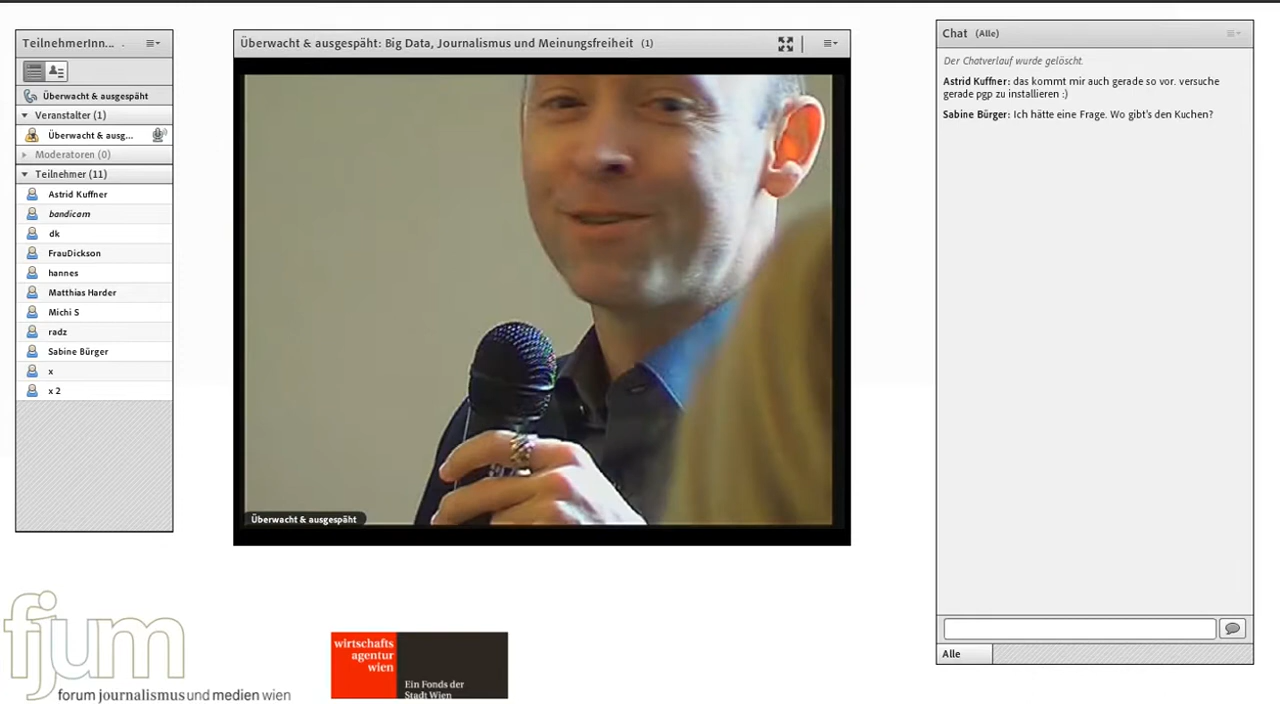 TeilnehmerInn... .
Überwacht & ausgespäht
Veranstalter (1)
Überwacht & ausg...
Moderatoren (0)
Teilnehmer (11)
Astrid Kuffner
bandicam
dk
FrauDickson
hannes
Matthias Harder
Michi S
radz
Sabine Bürger
x
x 2
Überwacht & ausgespäht: Big Data, Journalismus und Meinungsfreiheit (1)
Überwacht & ausgespäht
Chat (Alle)
Der Chatverlauf wurde gelöscht.
Astrid Kuffner: das kommt mir auch gerade so vor. versuche
gerade pgp zu installieren :)
Sabine Bürger: Ich hätte eine Frage. Wo gibt's den Kuchen?
Alle
fjum
forum journalismus und medien wien
wirtschafts
agentur
wien
Ein Fonds der
Stadt Wien